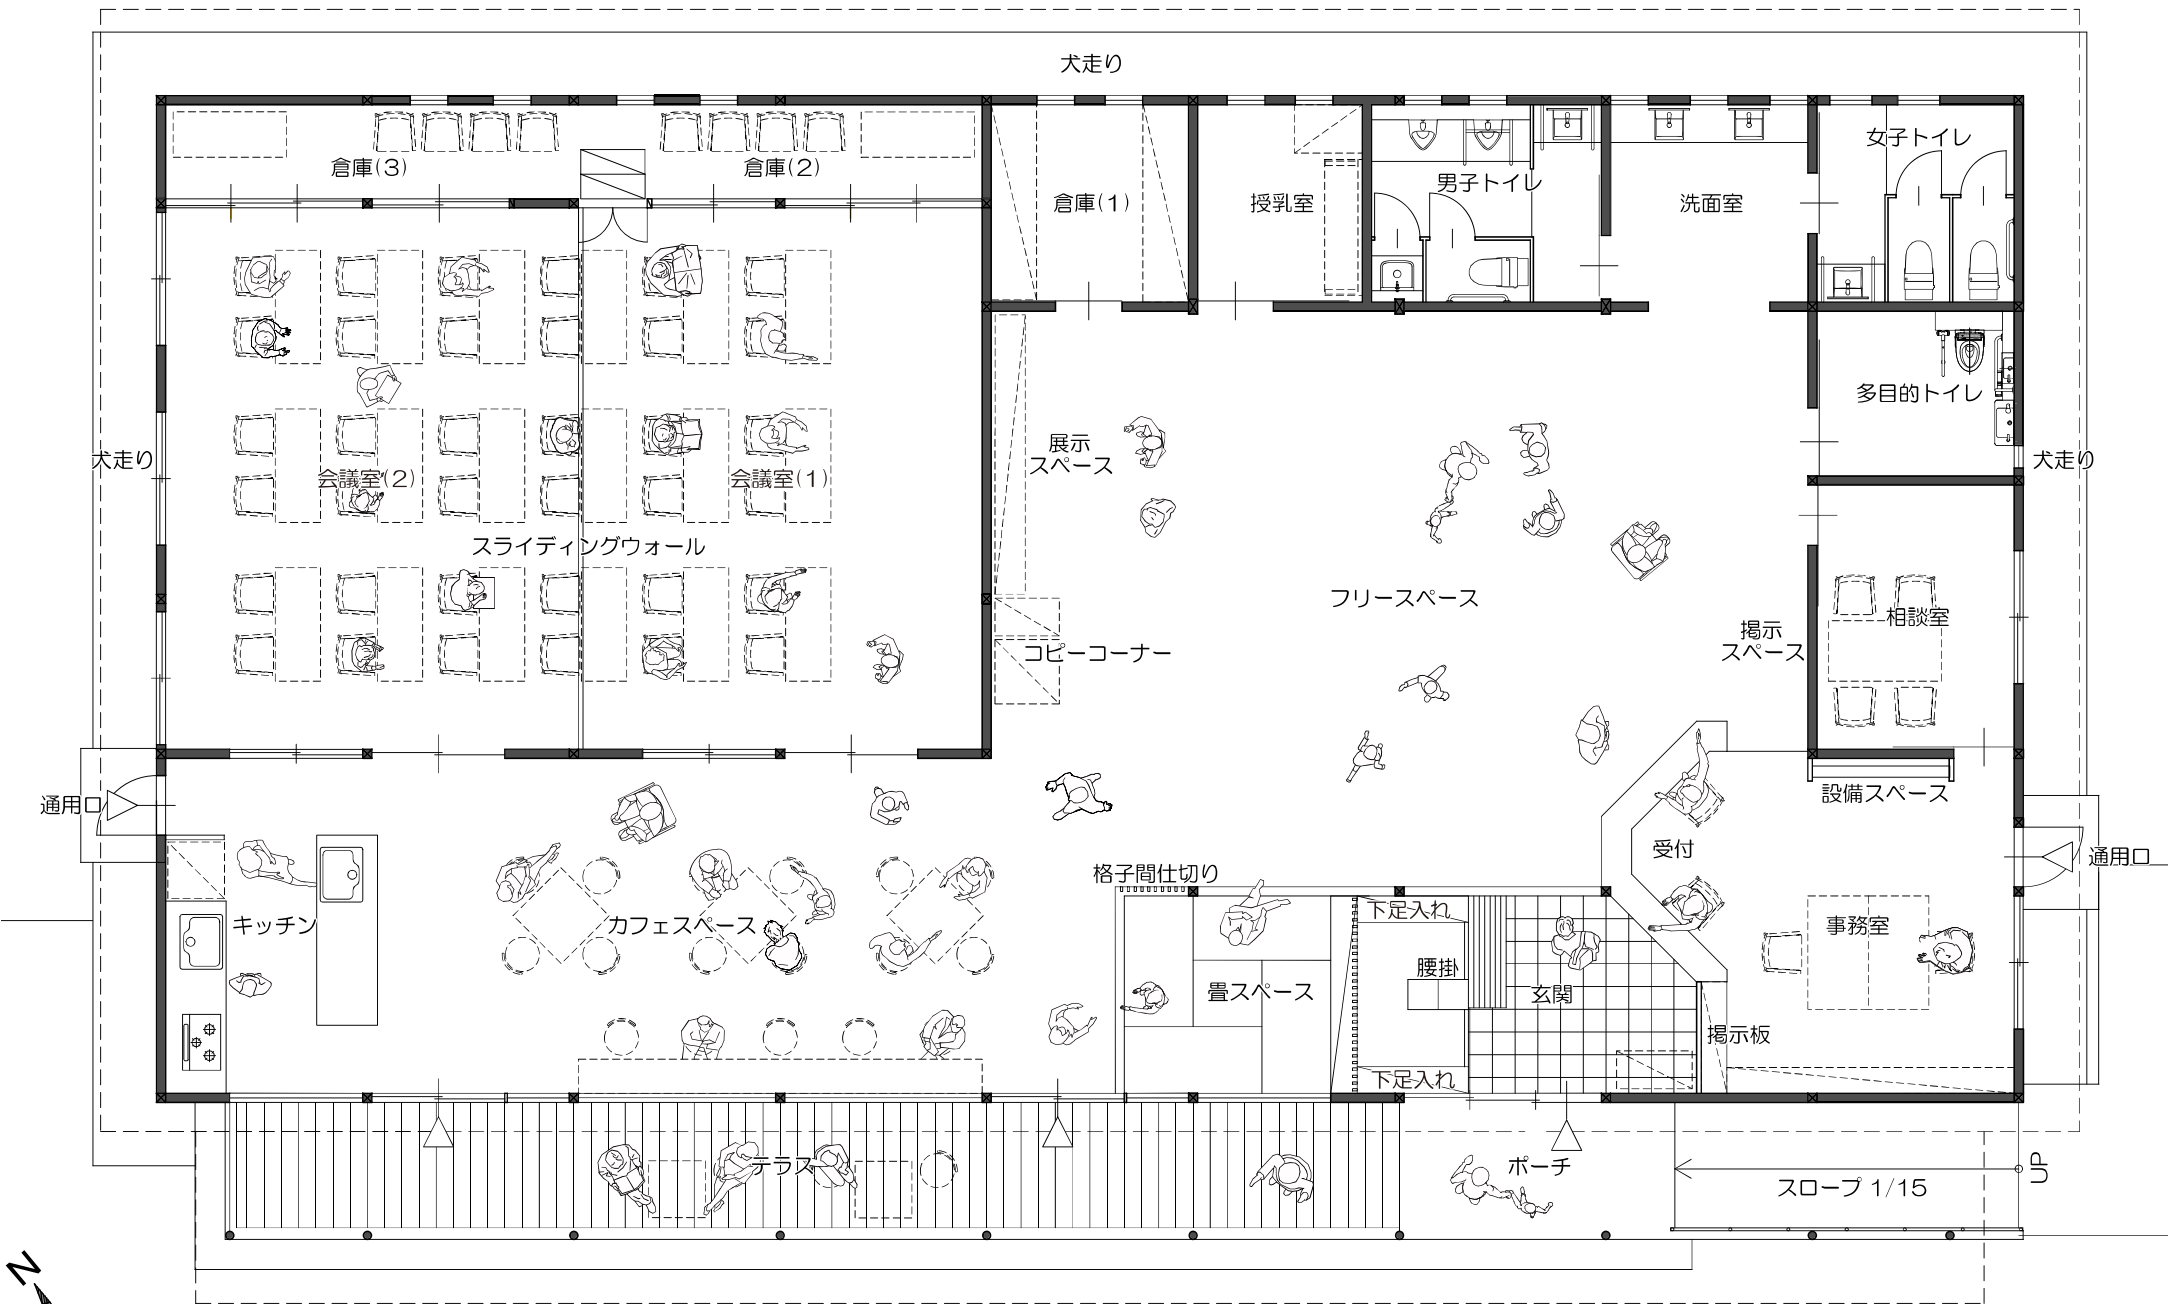 犬走り
女子トイレ
倉庫(3)
倉庫(2)
男子トイレ
倉庫(1)
授乳室
洗面室
多目的トイレ
展示
スペース
犬走り
犬走り
会議室(2)
会議室(1)
スライディングウォール
フリースペース
相談室
掲示
スペース
コピーコーナー
設備スペース
通用口
受付
通用口
格子間仕切り
下足入れ
キッチン
カフェスペース
事務室
腰掛
畳スペース
玄関
掲示板
下足入れ
テラス
ポーチ
UP
スロープ 1/15
N